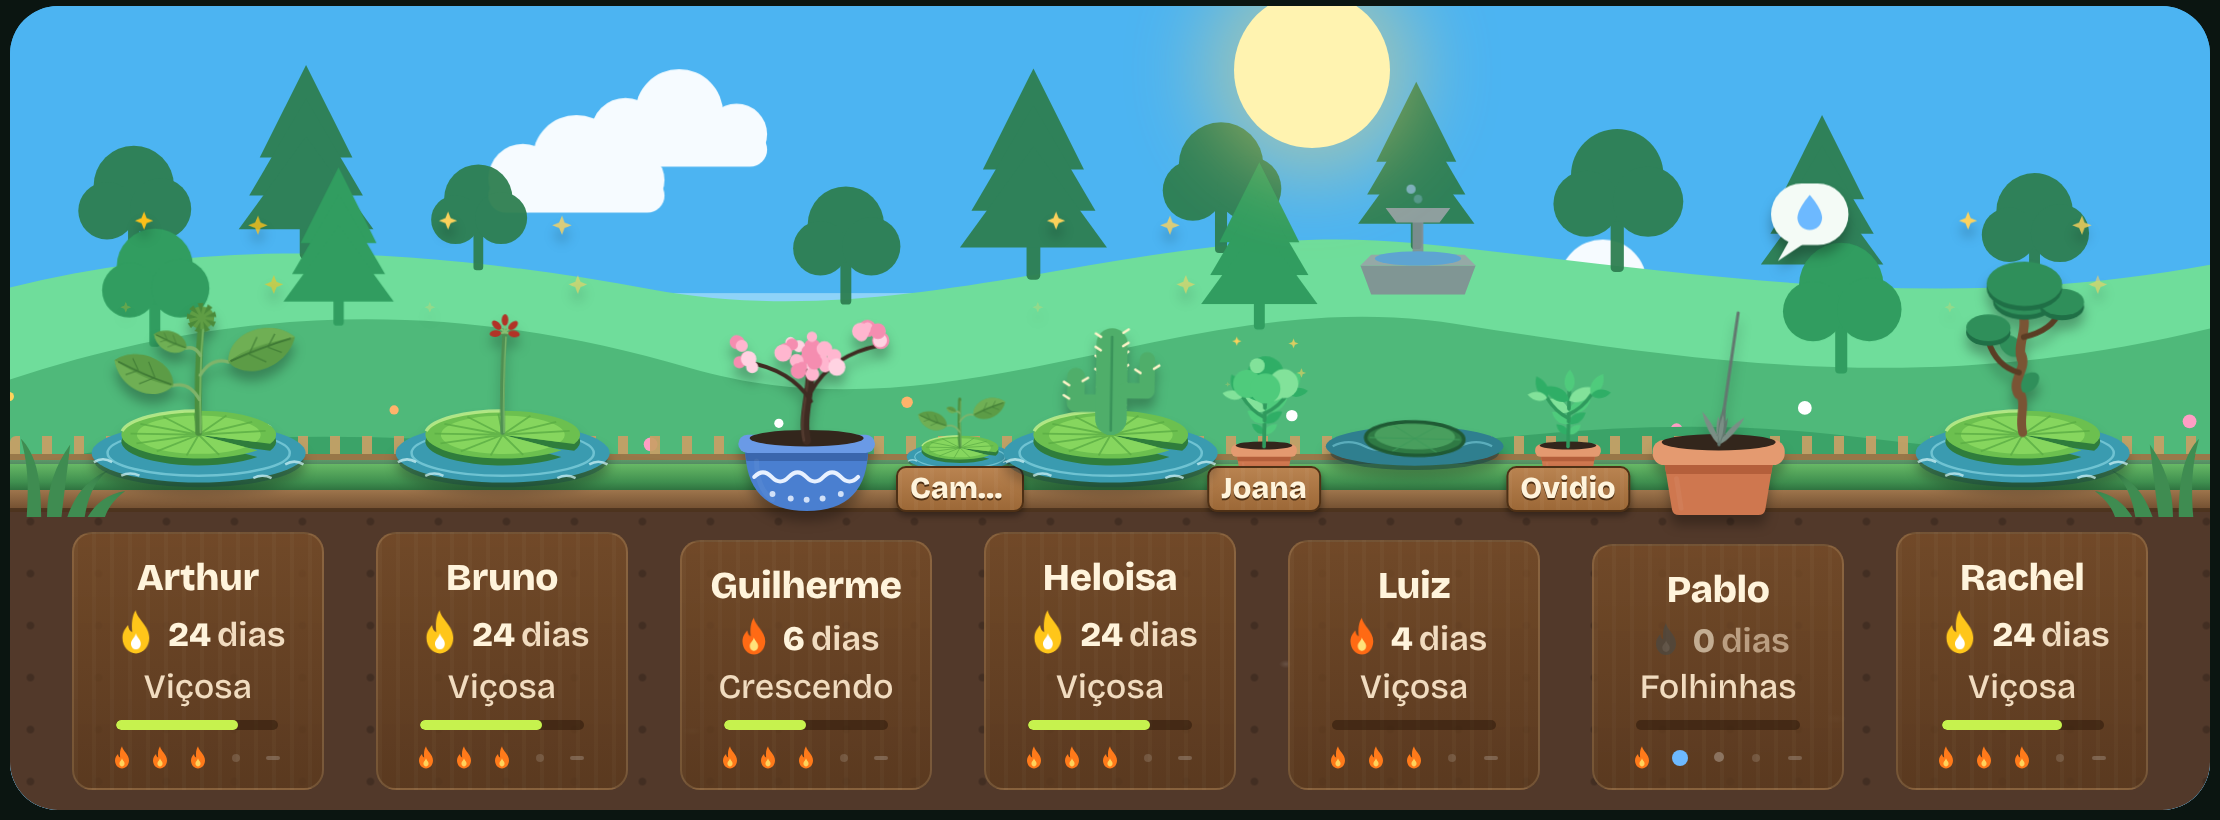 Cam...
Joana
Ovidio
Arthur
24 dias
Viçosa
Bruno
24 dias
Viçosa
Guilherme
6 dias
Crescendo
Heloisa
24 dias
Viçosa
Luiz
4 dias
Viçosa
Pablo
0 dias
Folhinhas
Rachel
24 dias
Viçosa